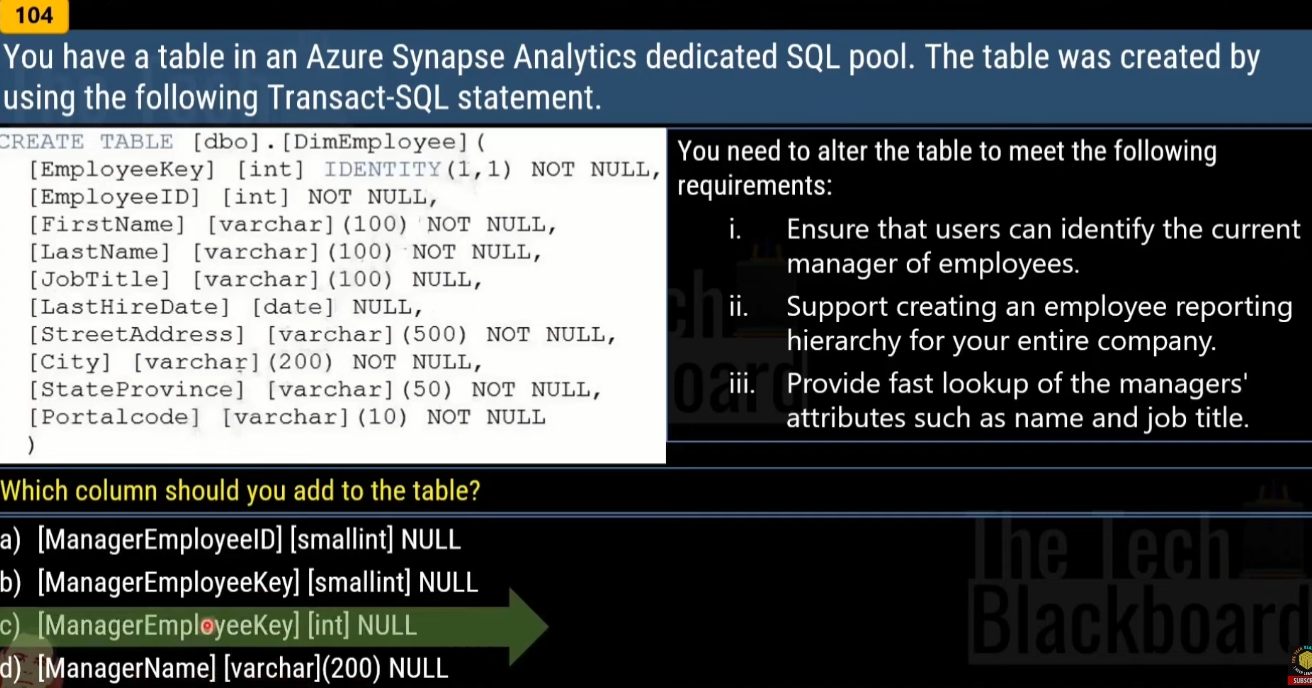 104
You have a table in an Azure Synapse Analytics dedicated SQL pool. The table was created by
using the following Transact-SQL statement.
CREATE TABLE [dbo].[DimEmployee](
[EmployeeKey] [int] IDENTITY(1,1) NOT NULL,
[EmployeeID] [int] NOT NULL,
[FirstName] [varchar](100) NOT NULL,
[LastName] [varchar](100) NOT NULL,
[JobTitle] [varchar](100) NULL,
[LastHireDate] [date] NULL,
[StreetAddress] [varchar](500) NOT NULL,
[City] [varchar](200) NOT NULL,
[StateProvince] [varchar](50) NOT NULL,
[Portalcode] [varchar](10) NOT NULL
)
You need to alter the table to meet the following
requirements:
i. Ensure that users can identify the current
manager of employees.
ii. Support creating an employee reporting
hierarchy for your entire company.
iii. Provide fast lookup of the managers'
attributes such as name and job title.
Which column should you add to the table?
a) [ManagerEmployeeID] [smallint] NULL
b) [ManagerEmployeeKey] [smallint] NULL
c) [ManagerEmployeeKey] [int] NULL
d) [ManagerName] [varchar](200) NULL
The Tech
Blackboard